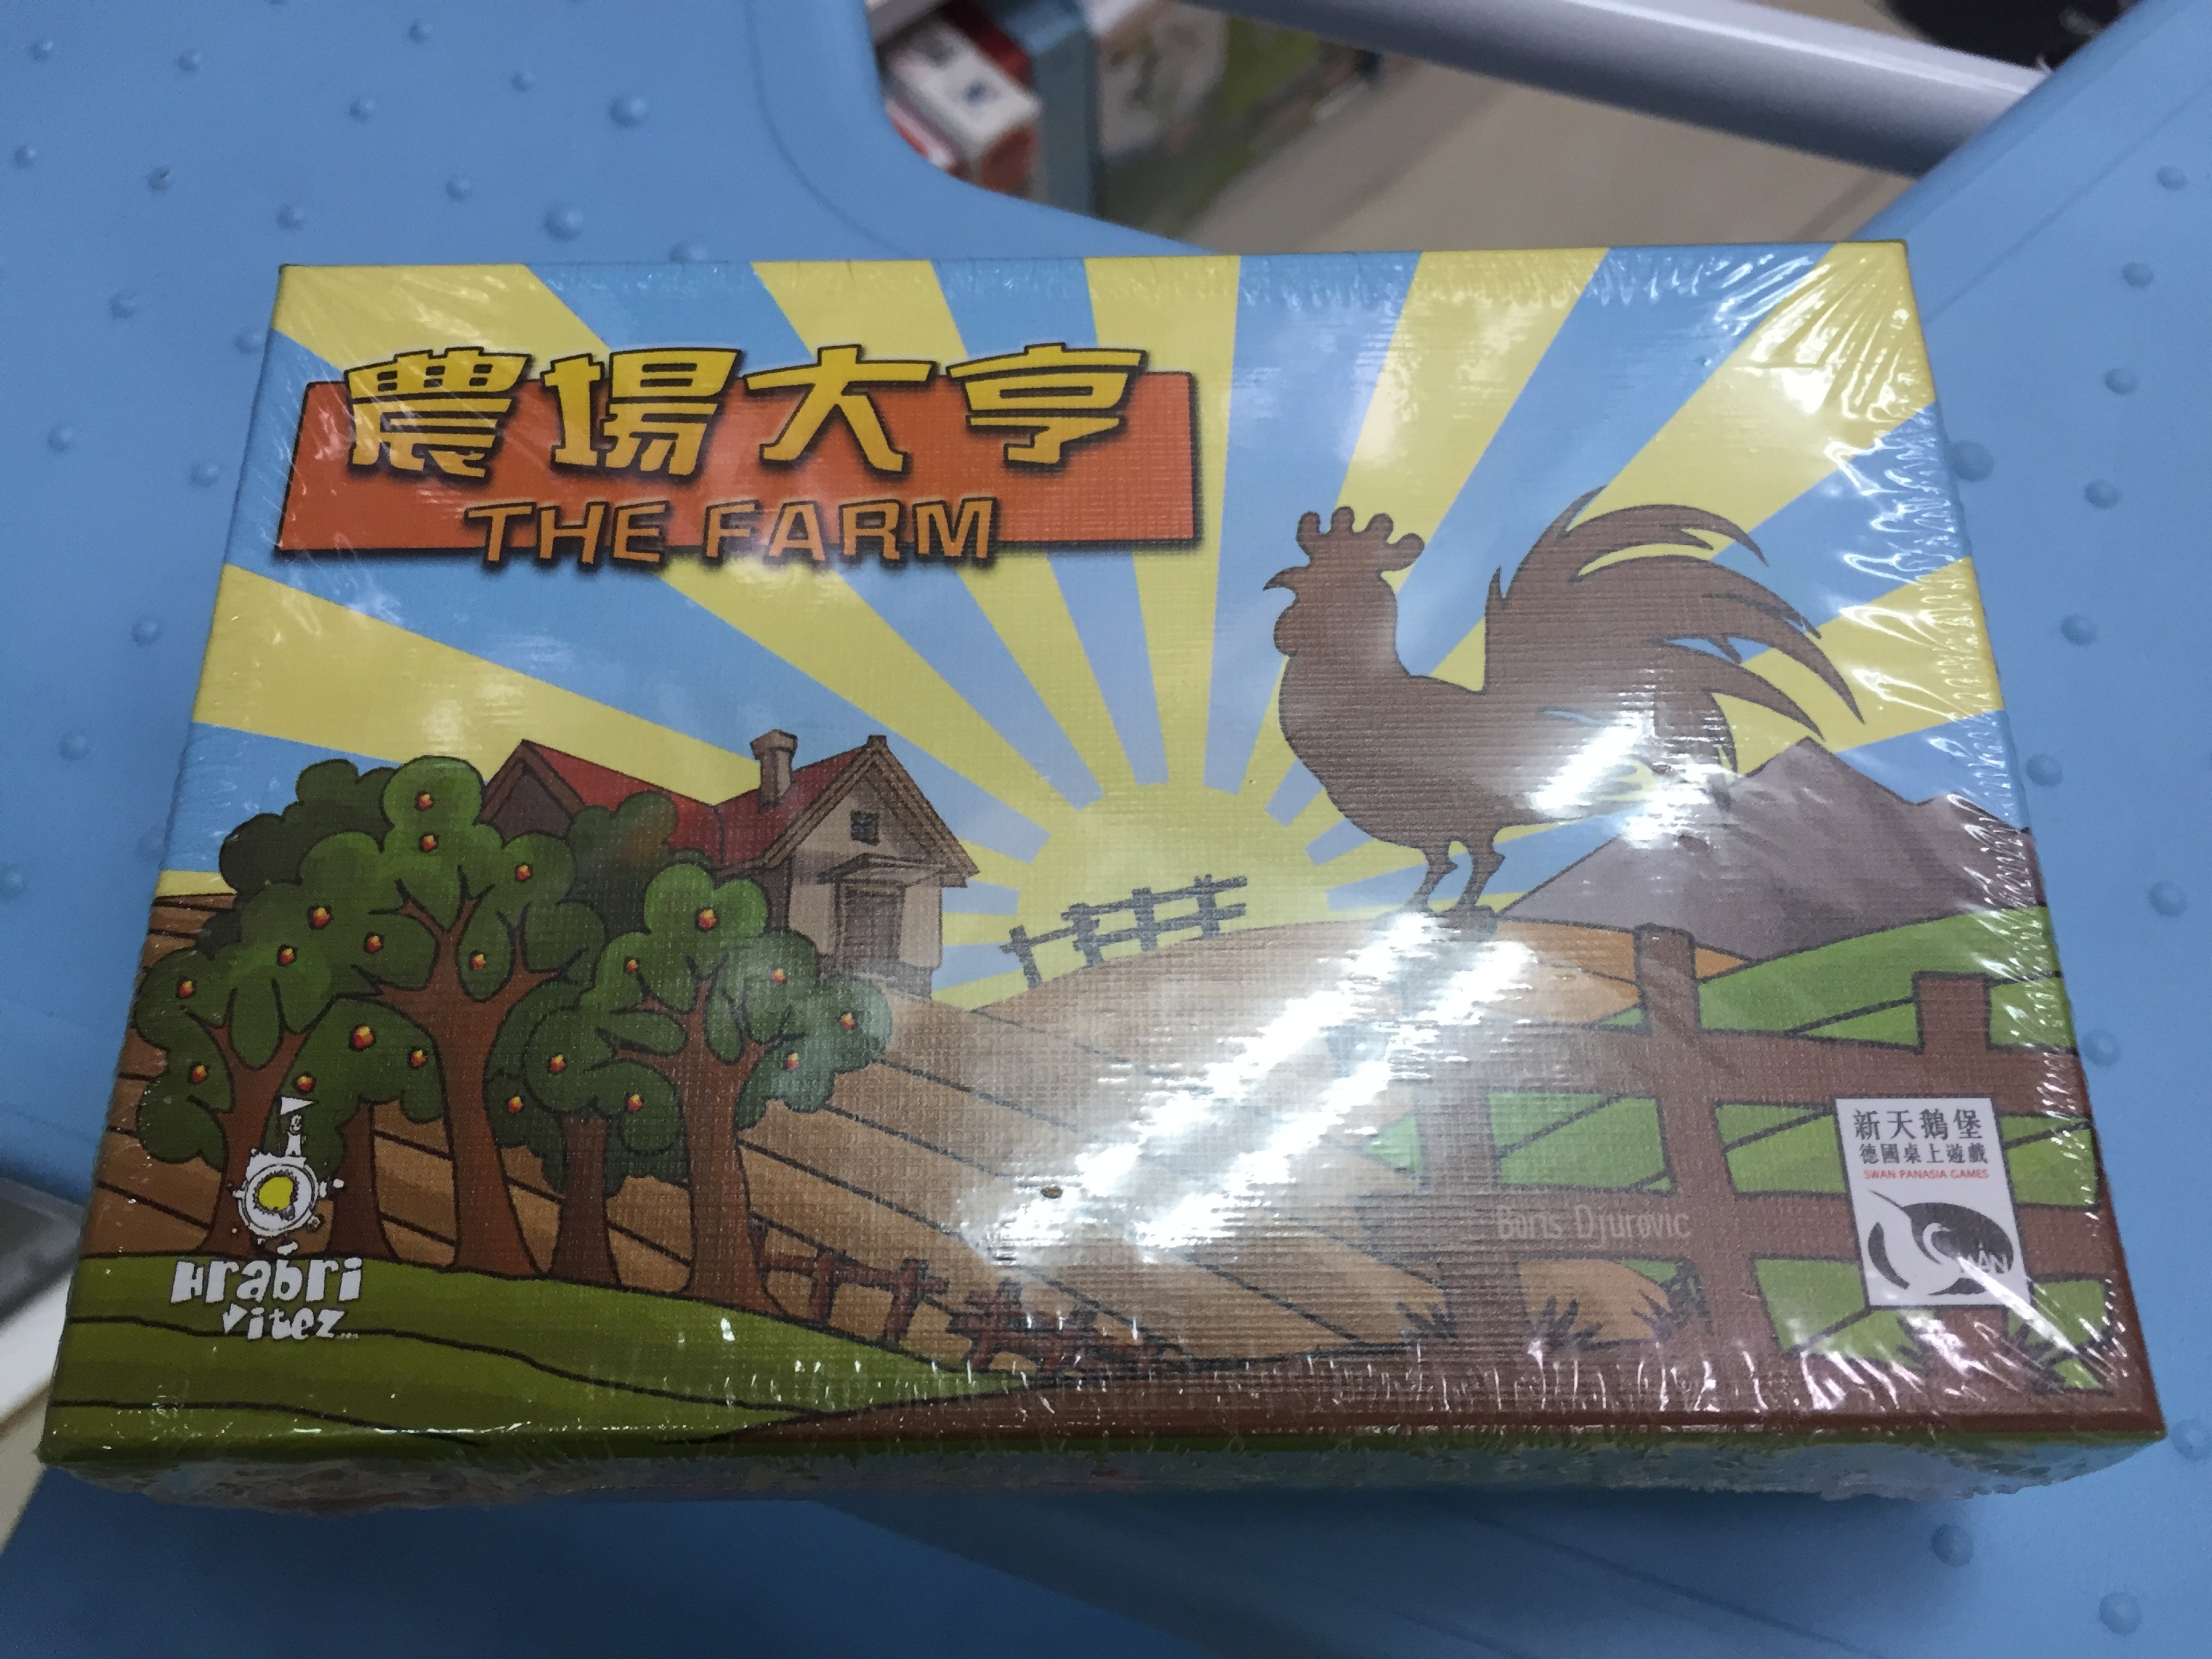 農場大亨
THE FARM
Hrabri
Vitez...
Boris Djurovic
新天鵝堡
德國桌上遊戲
SWAN PANASIA GAMES
SWAN